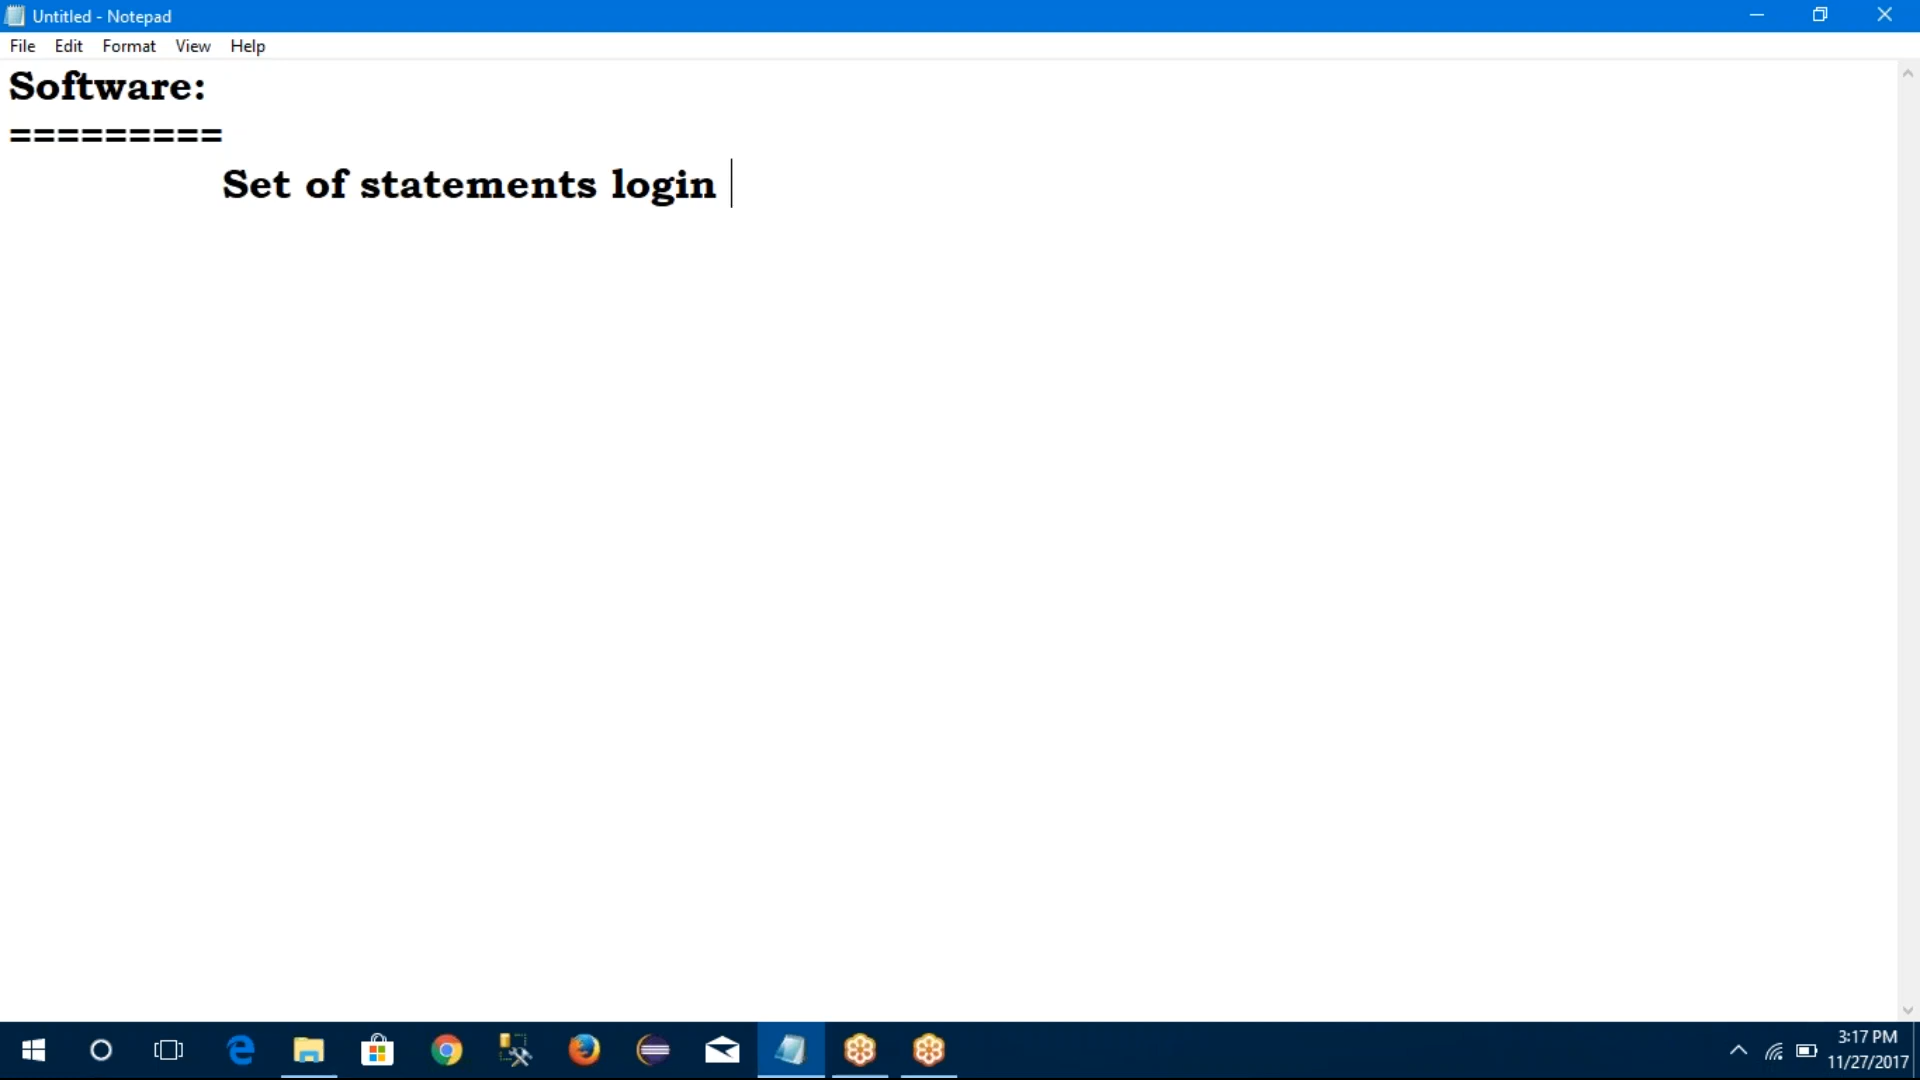 Untitled - Notepad
File Edit Format View Help
Software:
=========
Set of statements login
3:17 PM
11/27/2017